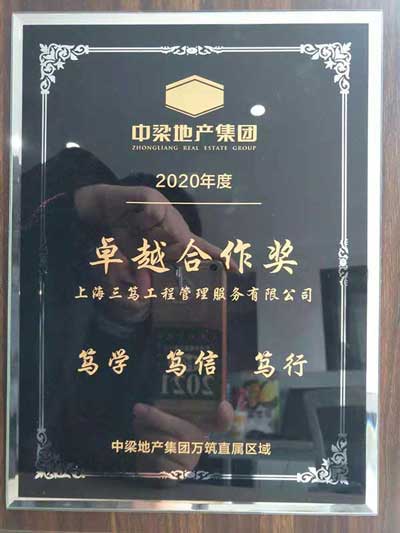 中梁地产集团
ZHONGLIANG REAL ESTATE GROUP
2020年度
卓越合作奖
上海三笃工程管理服务有限公司
笃学 笃信 笃行
2021
中梁地产集团万筑直属区域